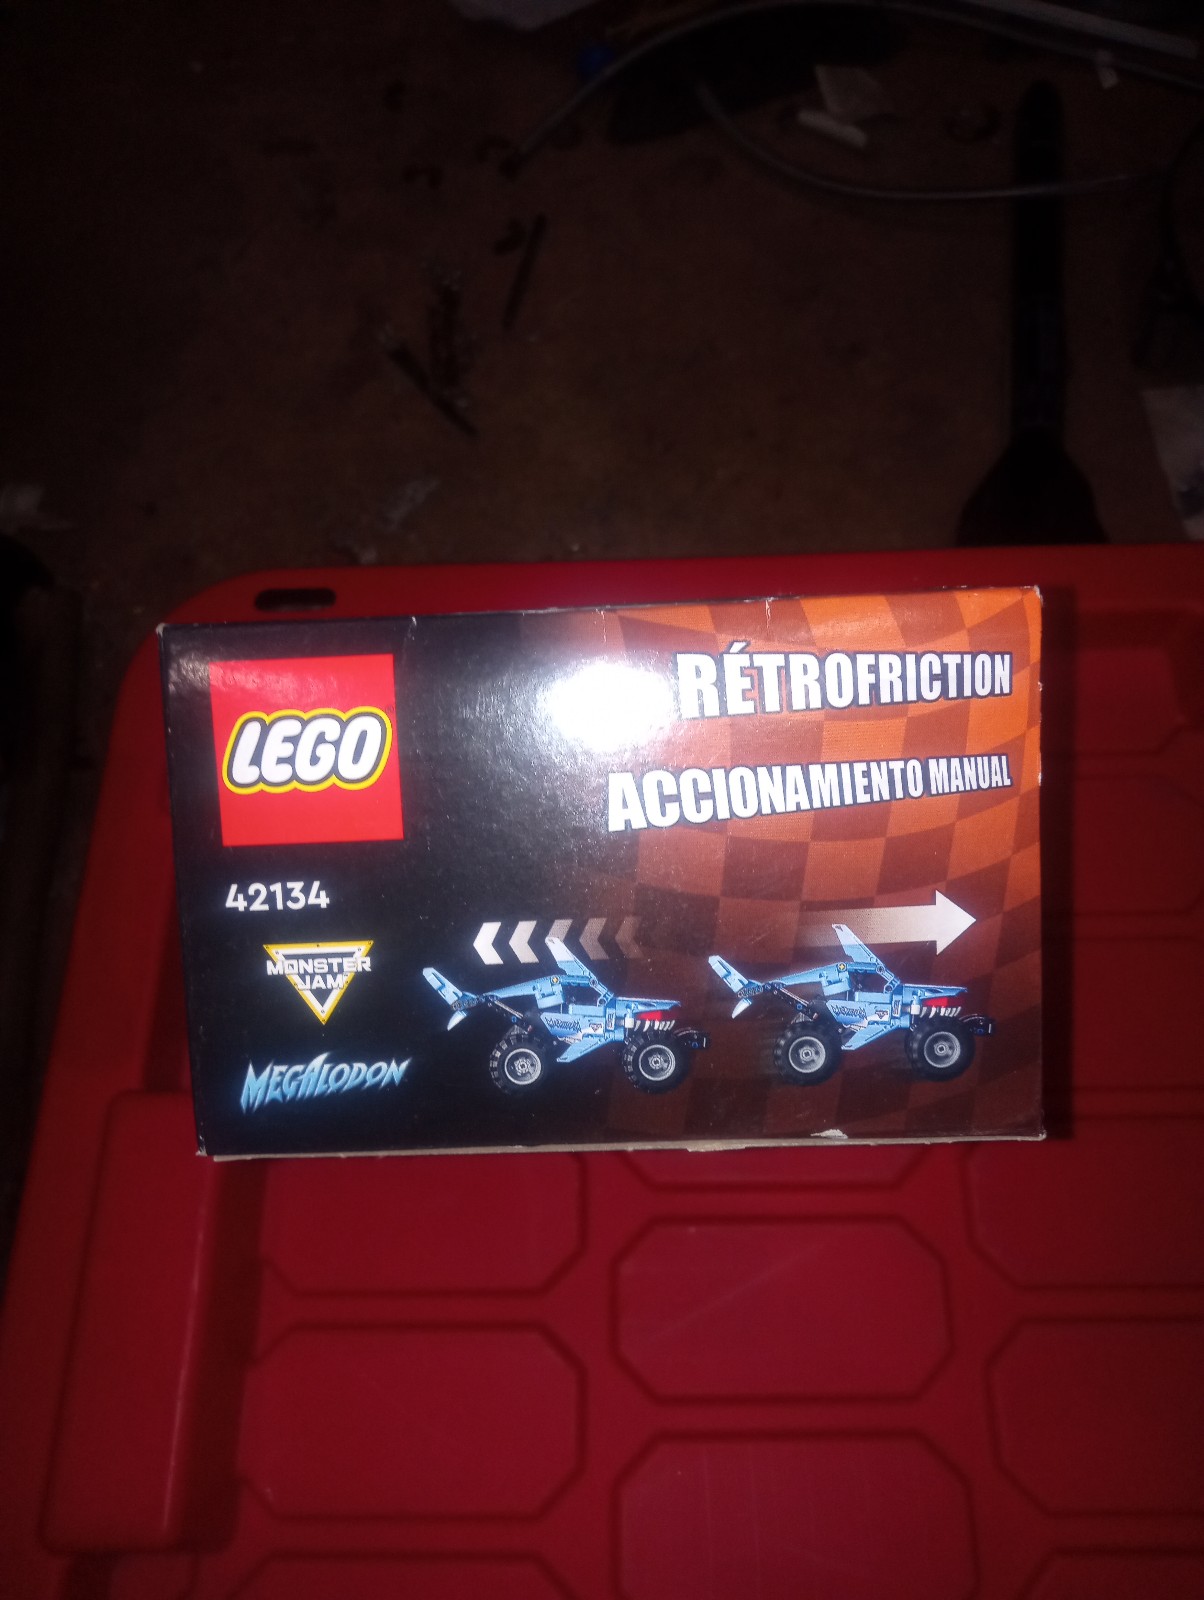 LEGO
RÉTROFRICTION
ACCIONAMIENTO MANUAL
42134
MONSTER
JAM
MEGALODON